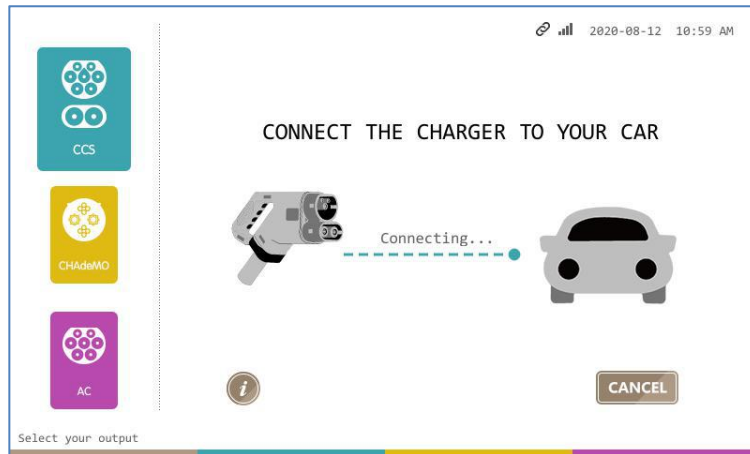 2020-08-12 10:59 AM
CCS
CHAdeMO
AC
CONNECT THE CHARGER TO YOUR CAR
Connecting...
i
CANCEL
Select your output